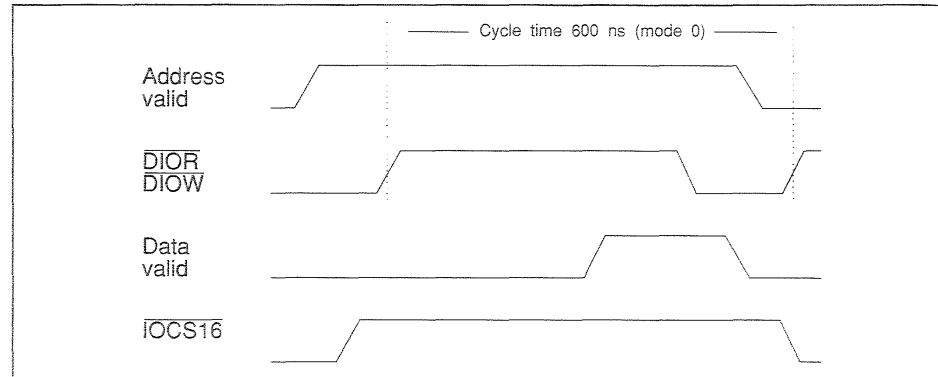 Cycle time 600 ns (mode 0)
Address
valid
DIOR
DIOW
Data
valid
IOCS16